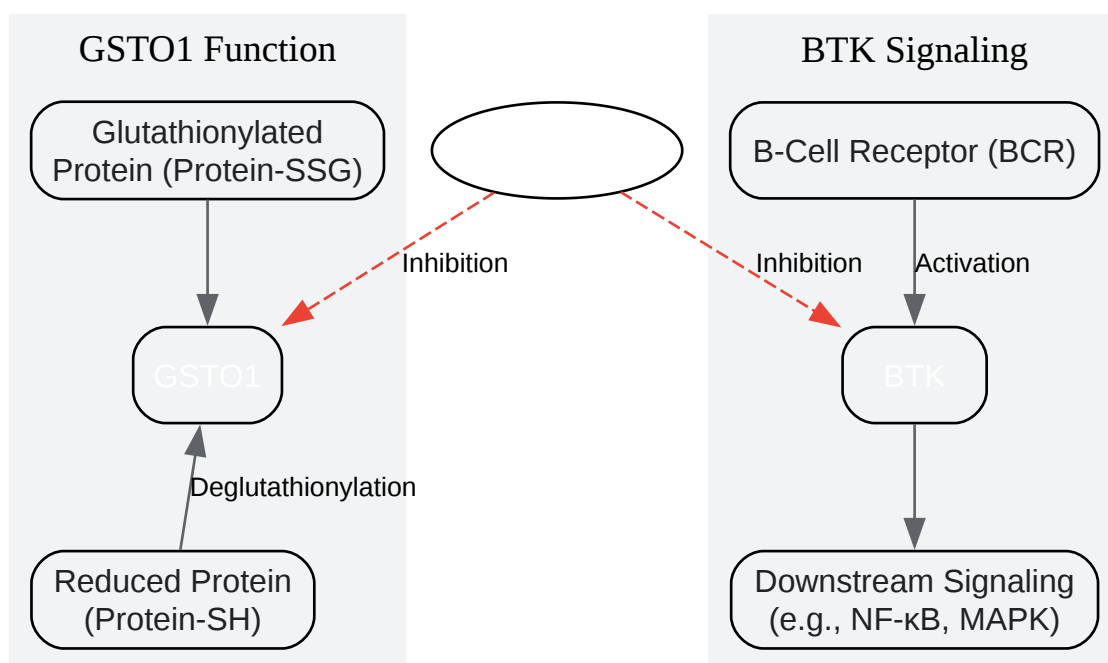 GSTO1 Function
Glutathionylated
Protein (Protein-SSG)
Inhibition
GSTO1
Deglutathionylation
Reduced Protein
(Protein-SH)
BTK Signaling
B-Cell Receptor (BCR)
Inhibition
Activation
BTK
Downstream Signaling
(e.g., NF-κB, MAPK)